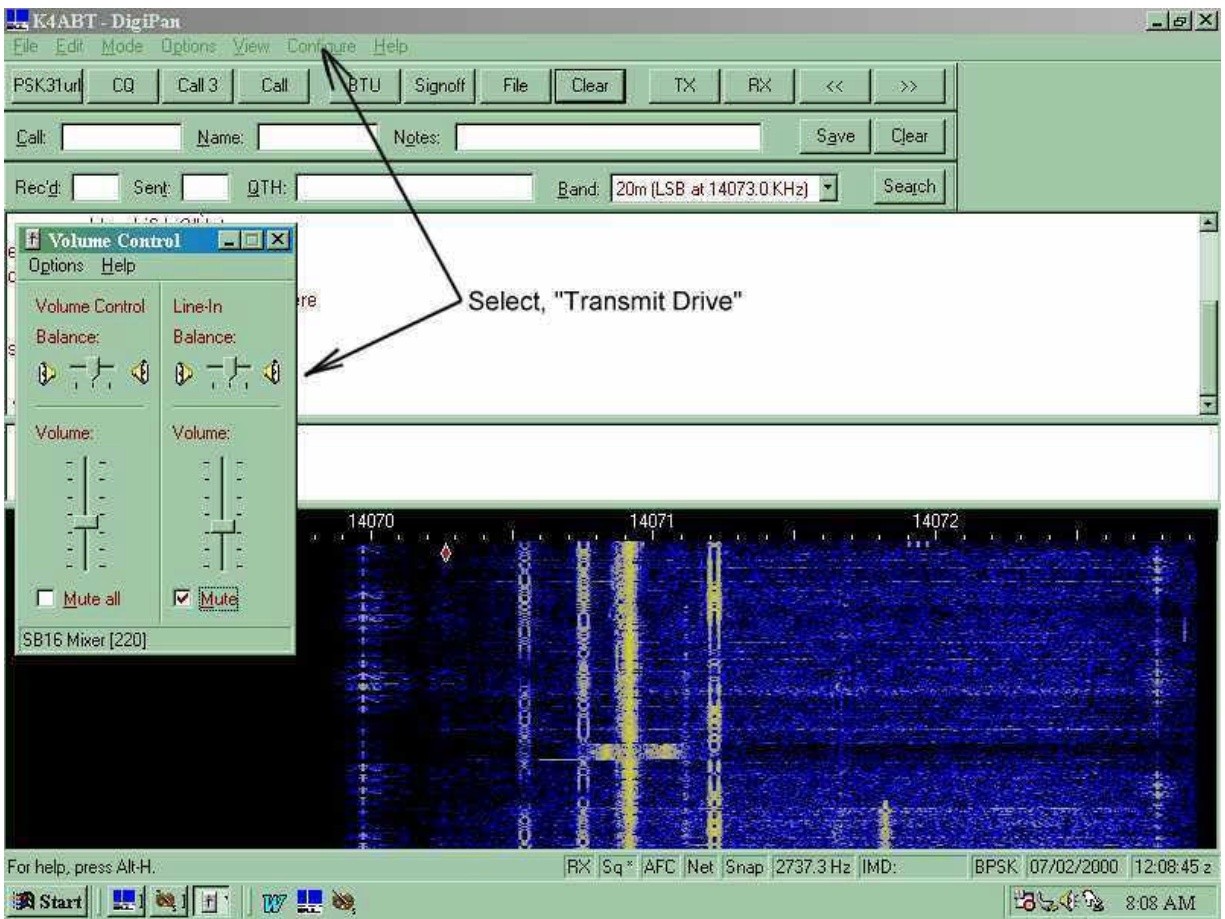 K4ABT - DigiPan
File Edit Mode Options View Configure Help
PSK31url CQ Call 3 Call BTU Signoff File Clear TX RX << >>
Call: Name: Notes: Save Clear
Rec'd: Sent: QTH: Band: 20m (LSB at 14073.0 KHz) Search
Volume Control
Options Help
Volume Control Line-In
Balance: Balance:
Volume: Volume:
Mute all Mute
SB16 Mixer [220]
Select, "Transmit Drive"
14070 14071 14072
For help, press Alt-H.
RX Sq* AFC Net Snap 2737.3 Hz IMD: BPSK 07/02/2000 12:08:45 z
Start 8:08 AM